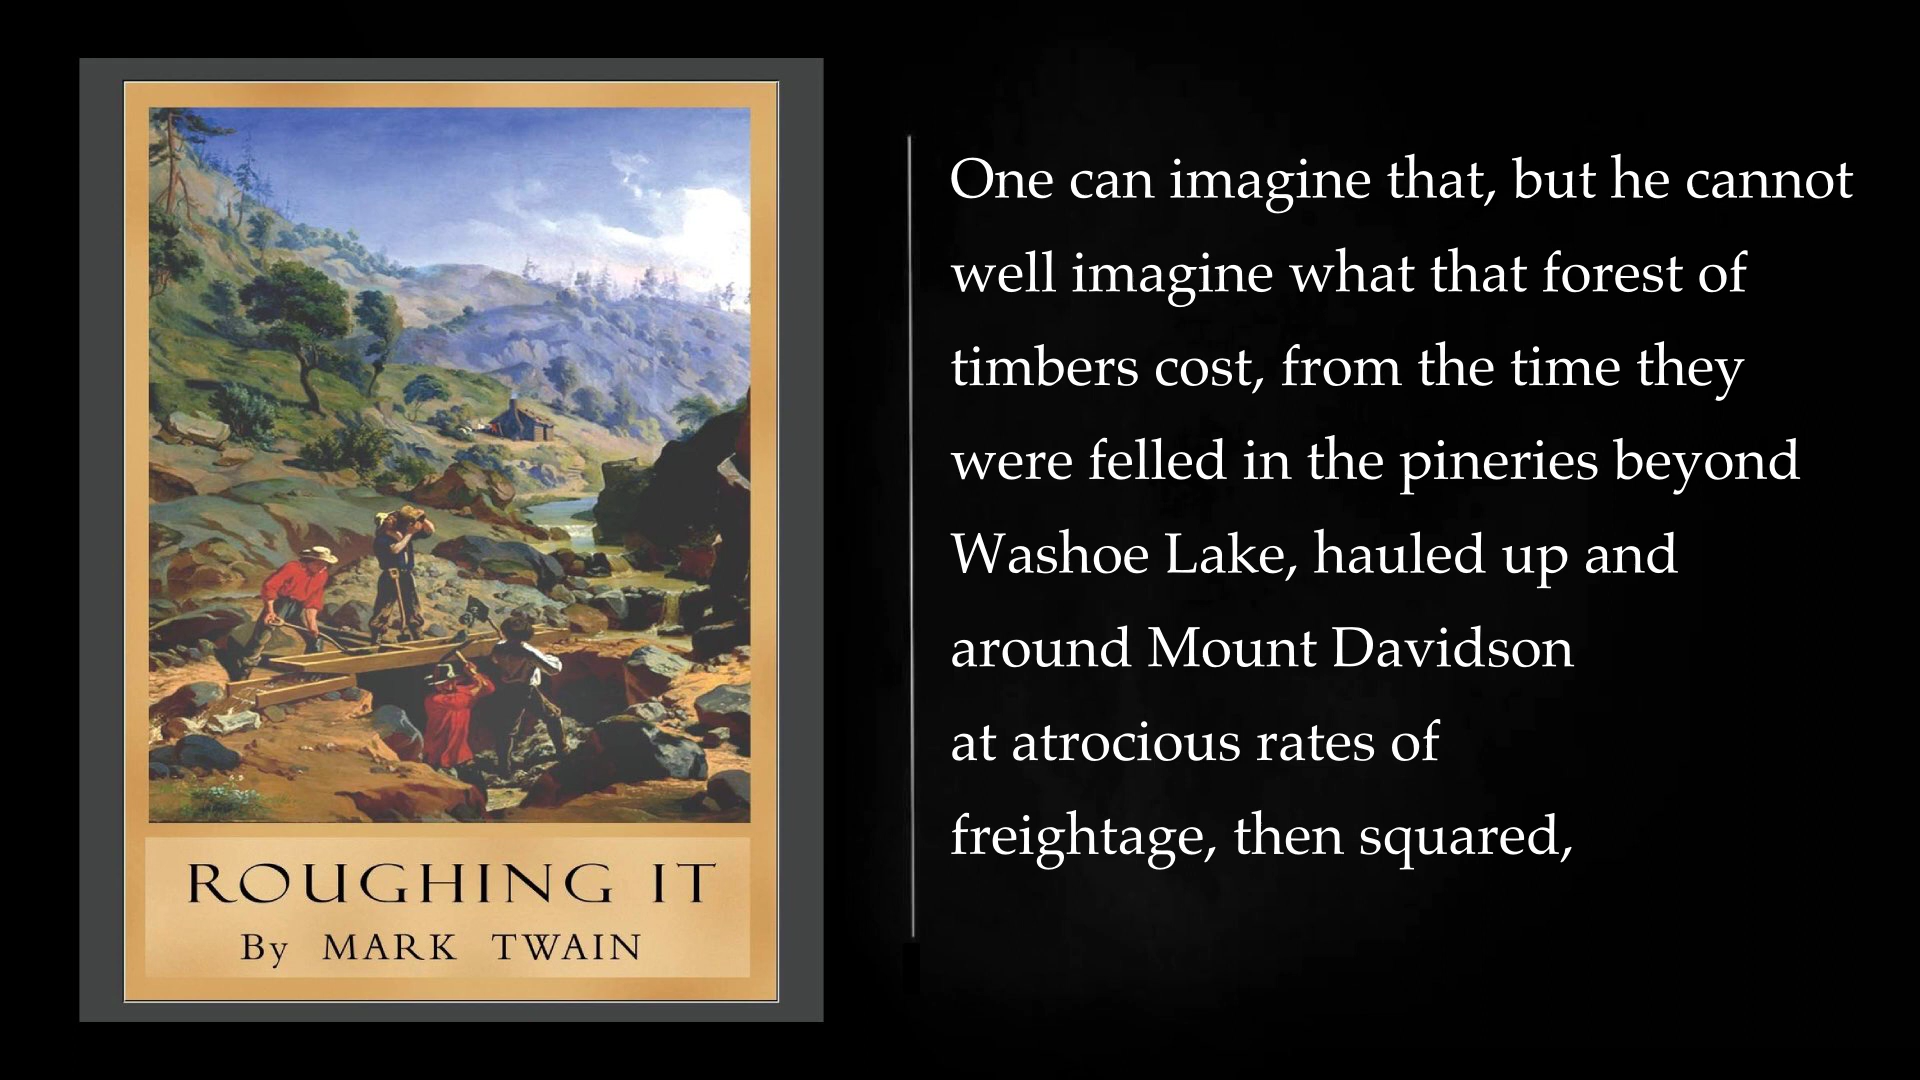 ROUGHING IT
By MARK TWAIN
One can imagine that, but he cannot
well imagine what that forest of
timbers cost, from the time they
were felled in the pineries beyond
Washoe Lake, hauled up and
around Mount Davidson
at atrocious rates of
freightage, then squared,